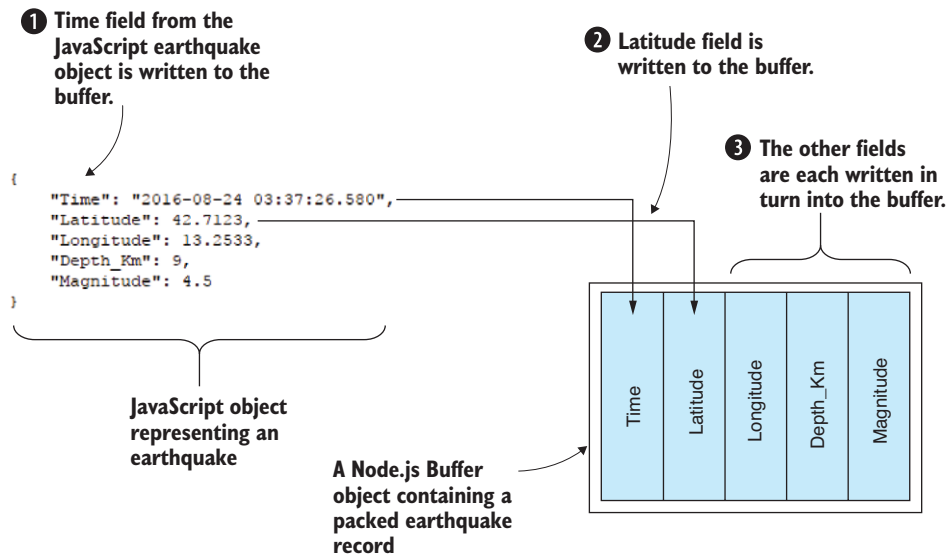 1 Time field from the
JavaScript earthquake
object is written to the
buffer.
2 Latitude field is
written to the buffer.
3 The other fields
are each written in
turn into the buffer.
{
"Time": "2016-08-24 03:37:26.580",
"Latitude": 42.7123,
"Longitude": 13.2533,
"Depth_Km": 9,
"Magnitude": 4.5
}
Time
Latitude
Longitude
Depth_Km
Magnitude
JavaScript object
representing an
earthquake
A Node.js Buffer
object containing a
packed earthquake
record